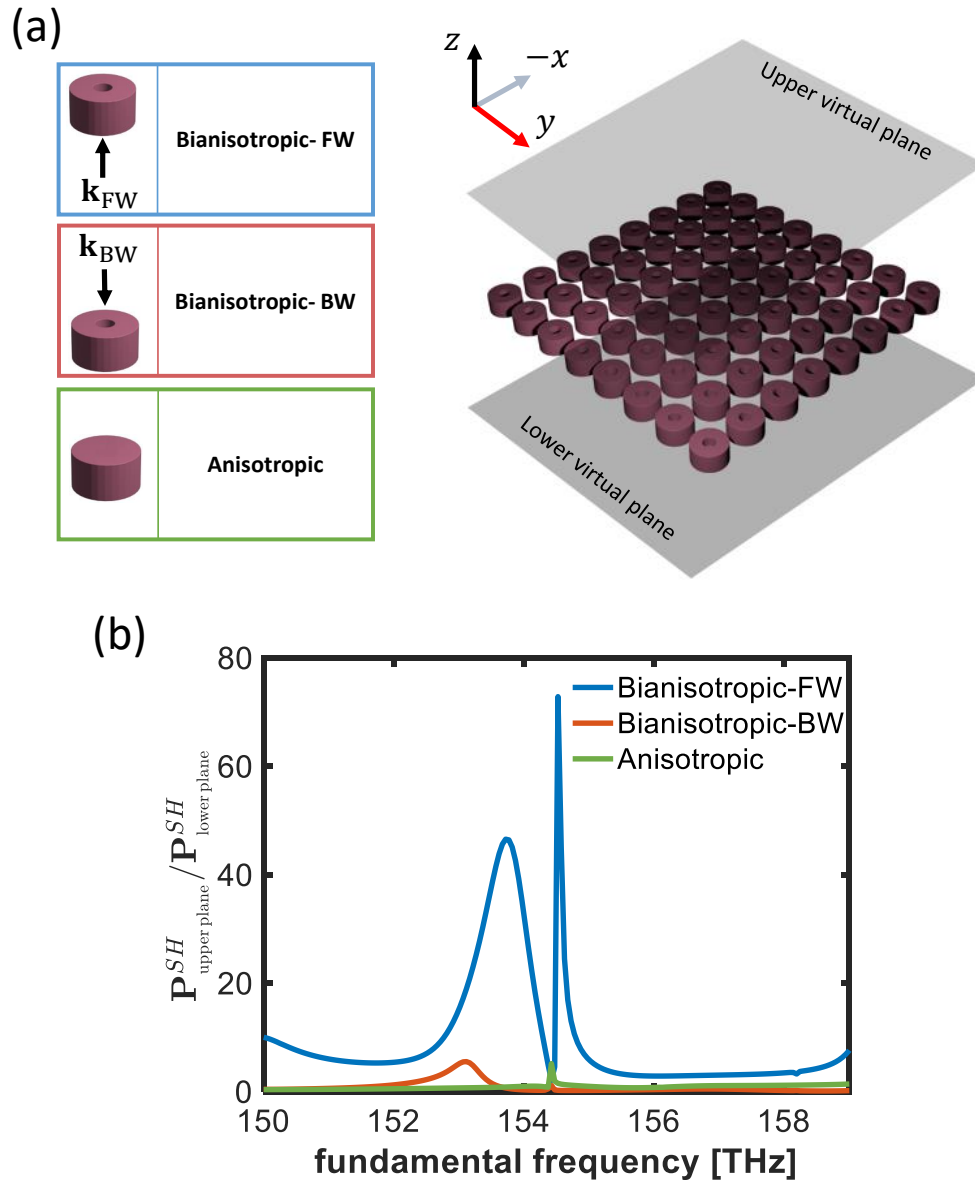 (a)
Bianisotropic- FW
k_FW
k_BW
Bianisotropic- BW
Anisotropic
z
−x
y
Upper virtual plane
Lower virtual plane
(b)
80
60
40
20
0
150
152
154
156
158
Bianisotropic-FW
Bianisotropic-BW
Anisotropic
P^SH_upper plane/P^SH_lower plane
fundamental frequency [THz]